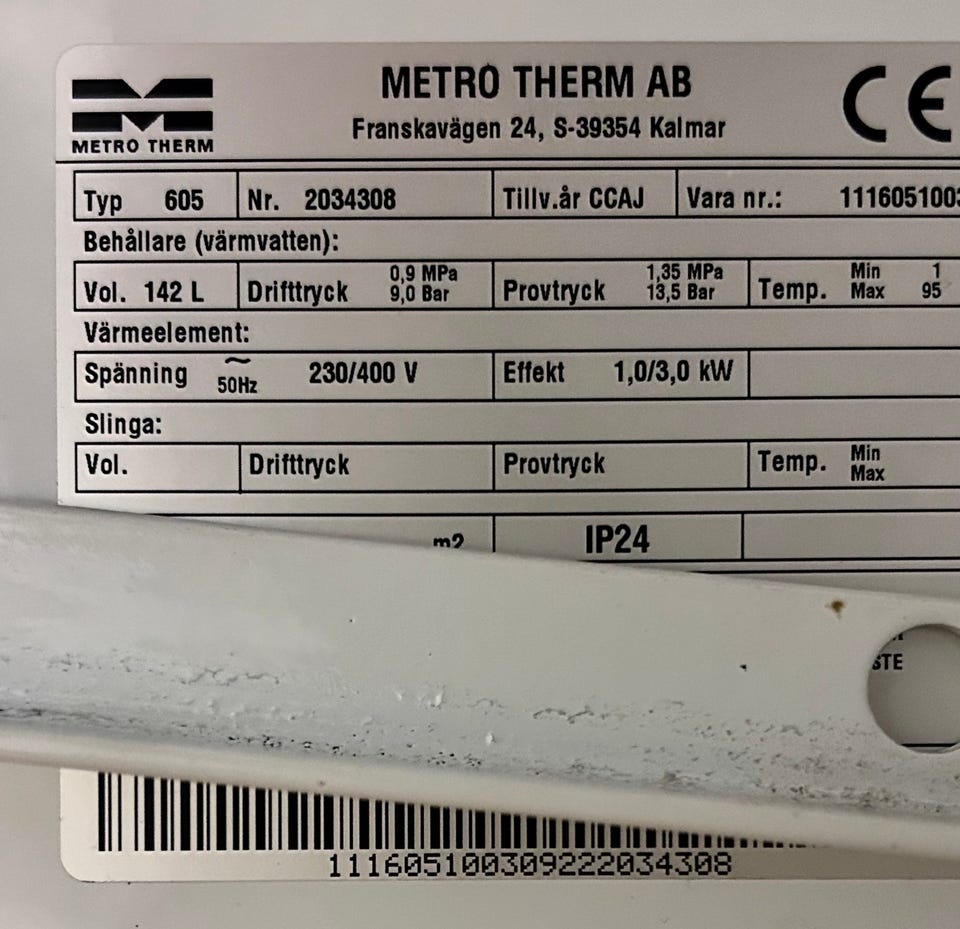 METRO THERM AB
Franskavägen 24, S-39354 Kalmar
CE
METRO THERM
Typ 605 Nr. 2034308 Tillv.år CCAJ Vara nr.: 111605100
Behållare (värmvatten):
Vol. 142 L Drifttryck 0,9 MPa 9,0 Bar Provtryck 1,35 MPa 13,5 Bar Temp. Min 1 Max 95
Värmeelement:
Spänning ~ 50Hz 230/400 V Effekt 1,0/3,0 kW
Slinga:
Vol. Drifttryck Provtryck Temp. Min Max
m2 IP24
STE
111605100309222034308